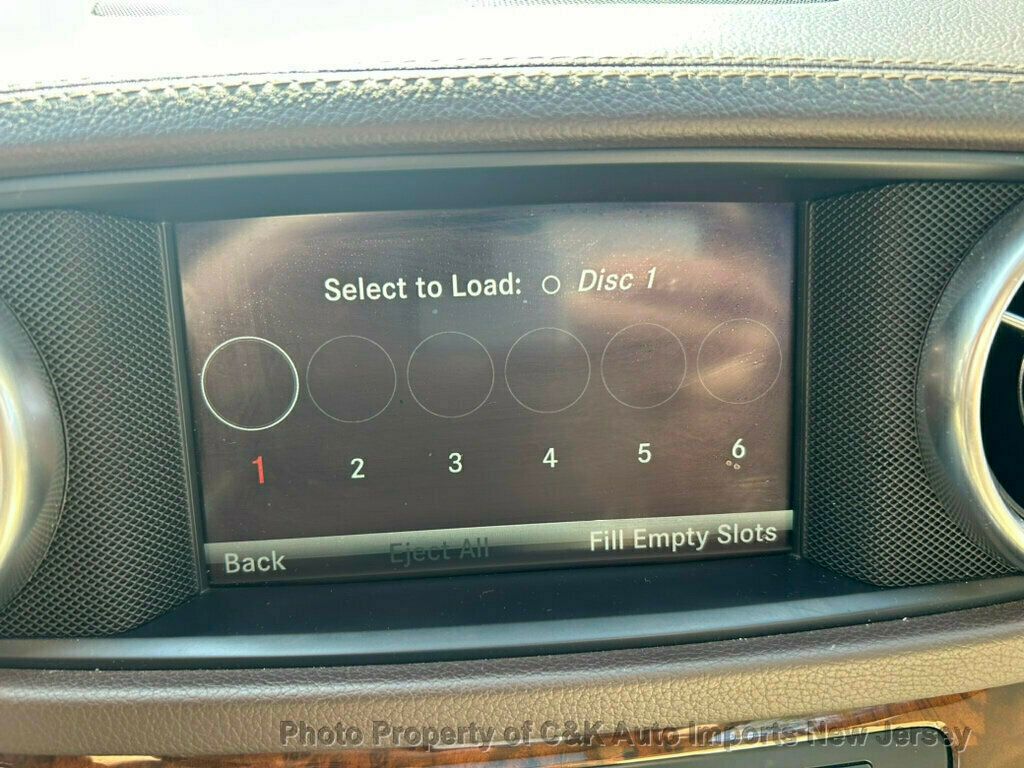 Select to Load: Disc 1
1 2 3 4 5 6
Back Eject All Fill Empty Slots
Photo Property of C&K Auto Imports New Jersey